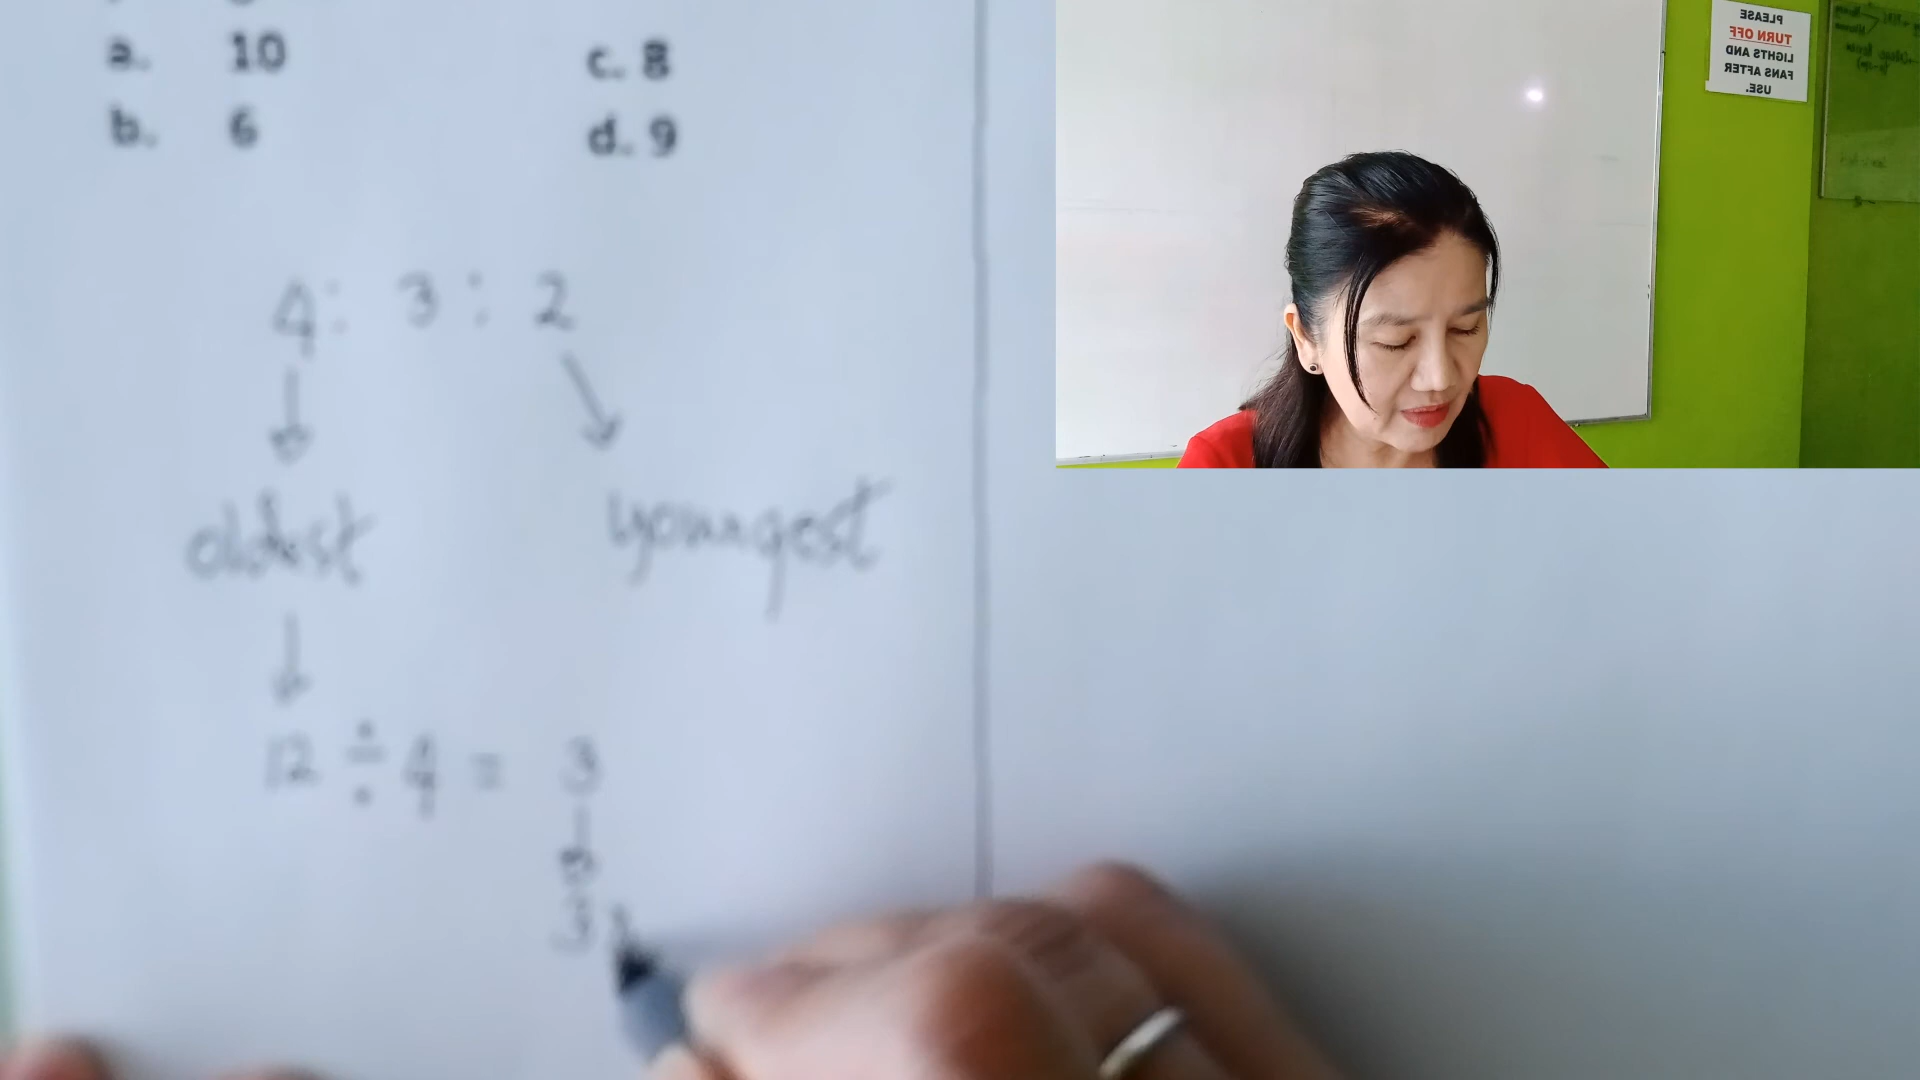 a. 10
c. 8
b. 6
d. 9
4 : 3 : 2
oldest
youngest
12 ÷ 4 = 3
PLEASE
TURN OFF
LIGHTS AND
FANS AFTER
USE.